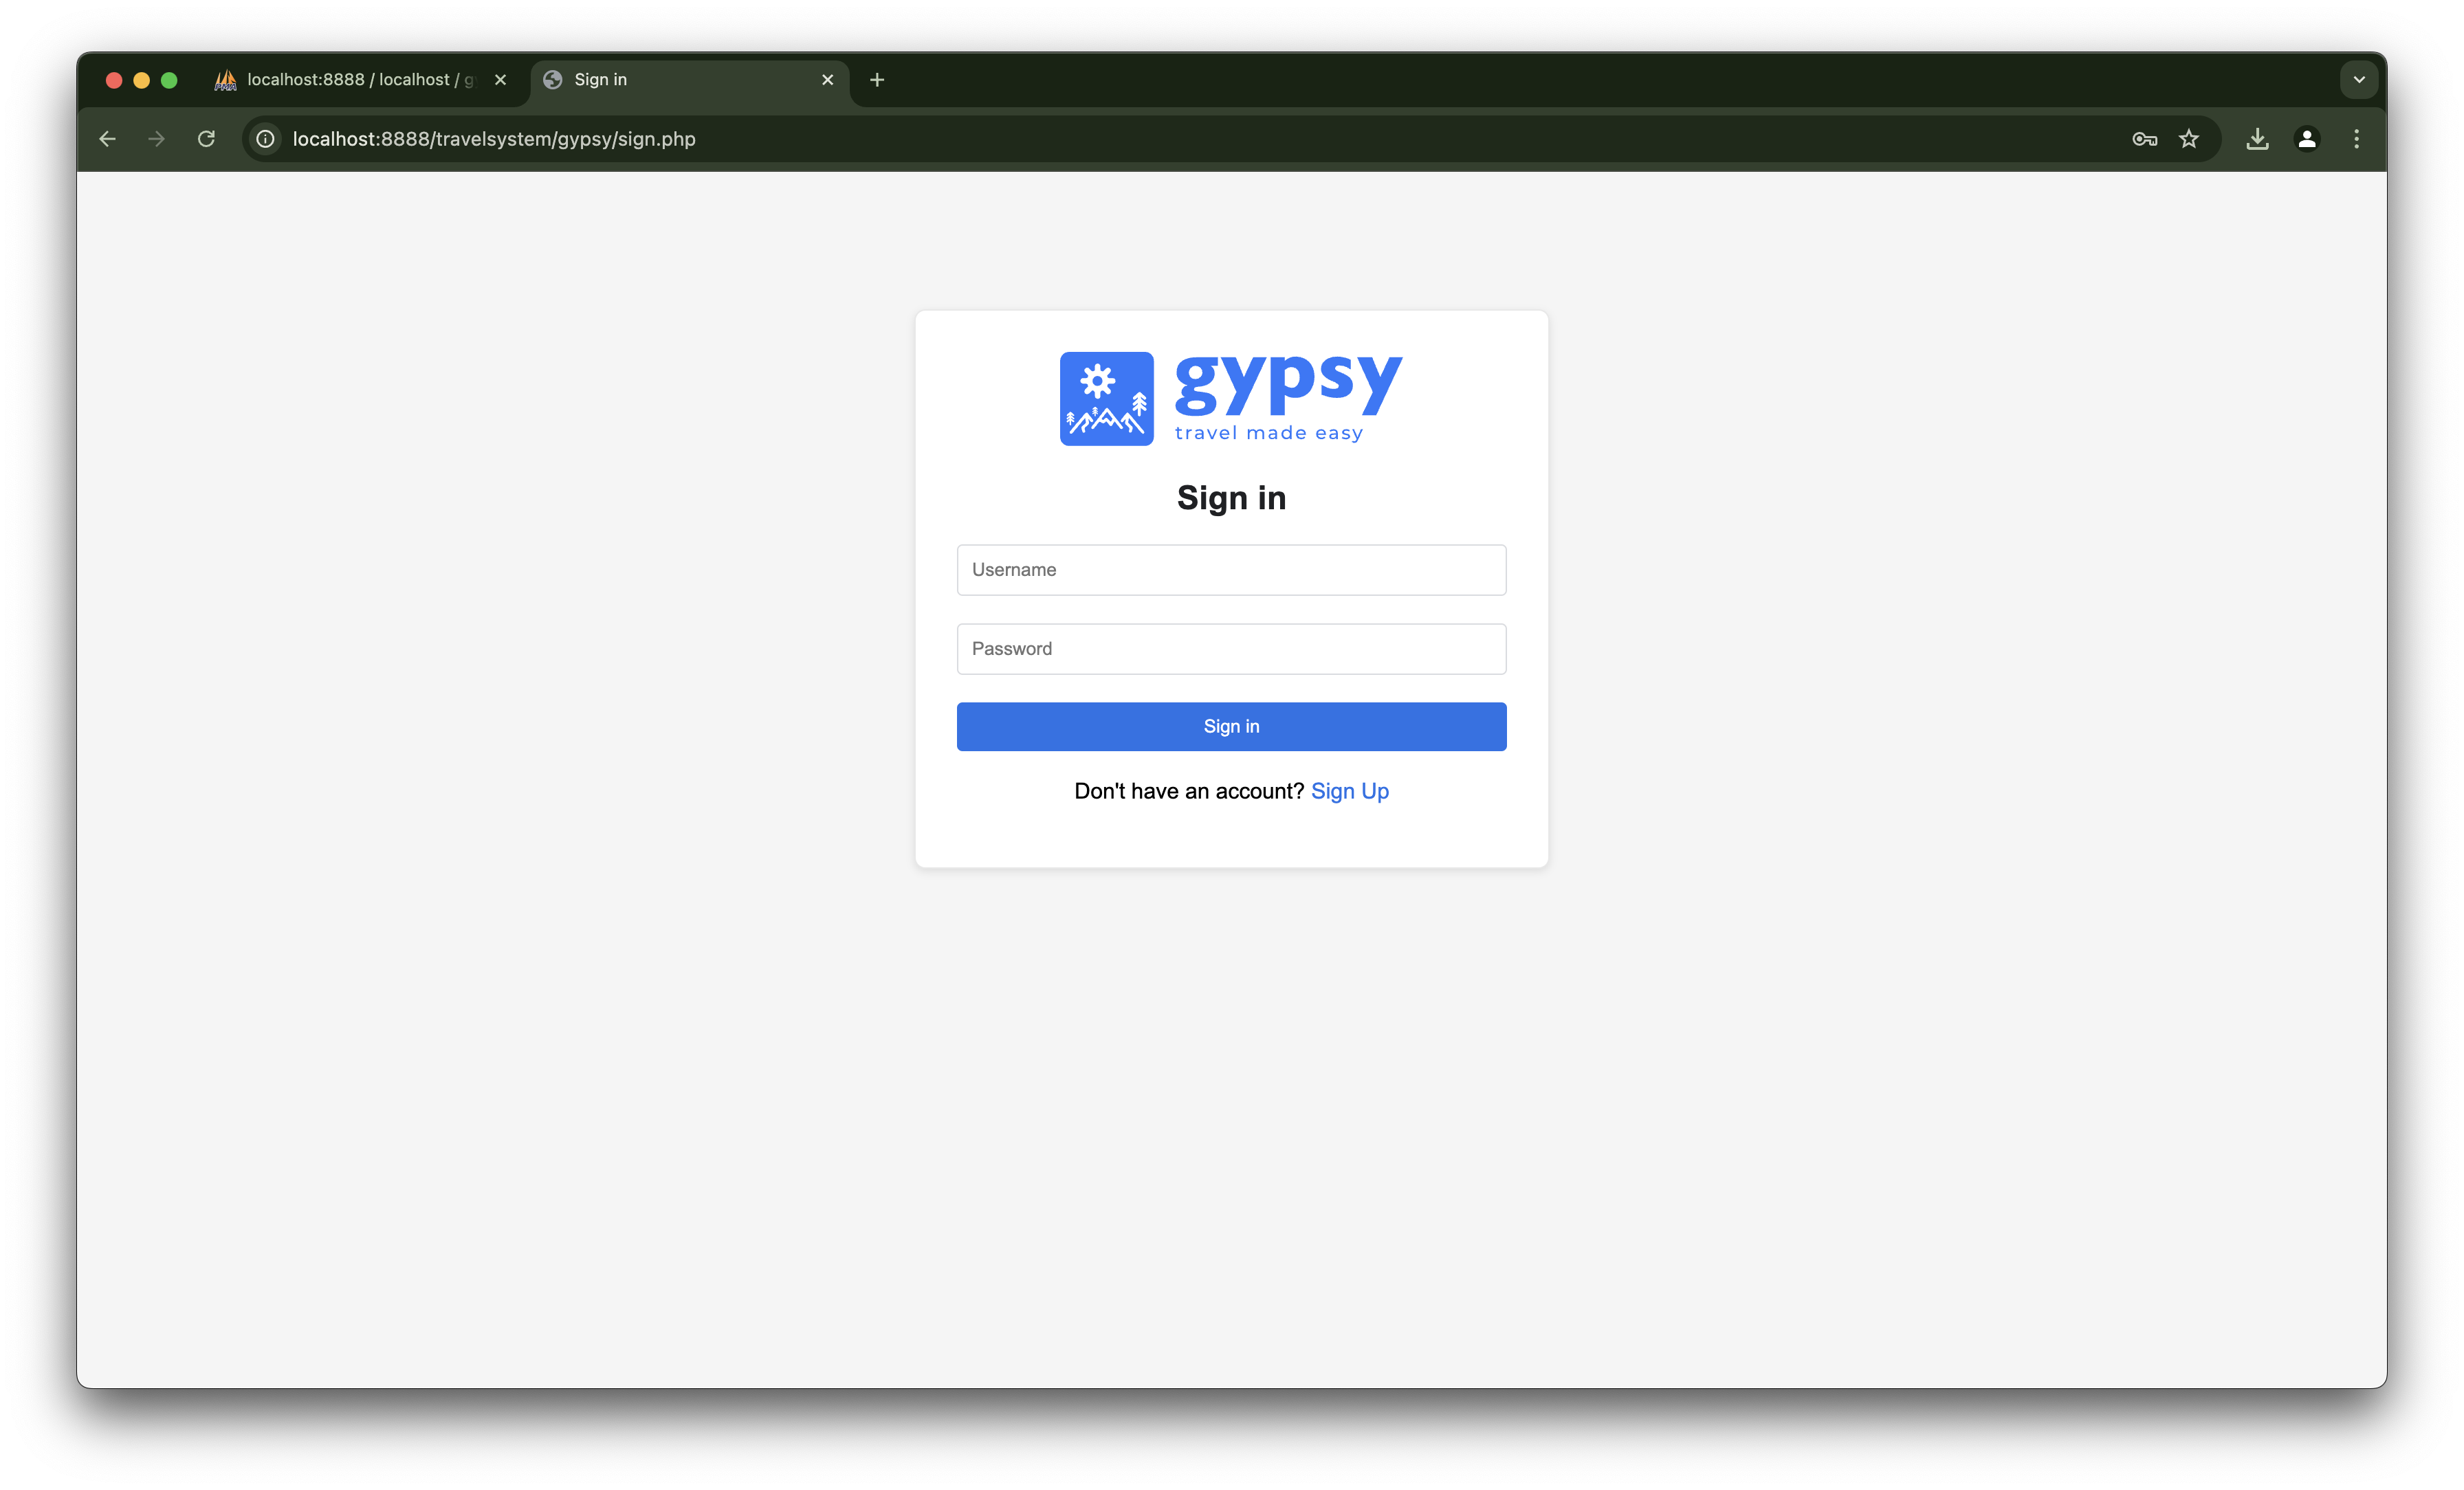 localhost:8888 / localhost / g
Sign in
localhost:8888/travelsystem/gypsy/sign.php
gypsy
travel made easy
Sign in
Username
Password
Sign in
Don't have an account? Sign Up